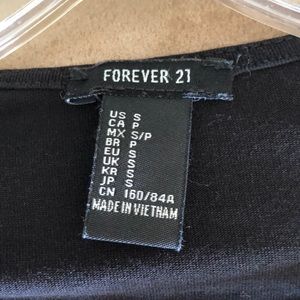 FOREVER 21
US S
CA P
MX S/P
BR P
EU S
UK S
KR S
JP S
CN 160/84A
MADE IN VIETNAM